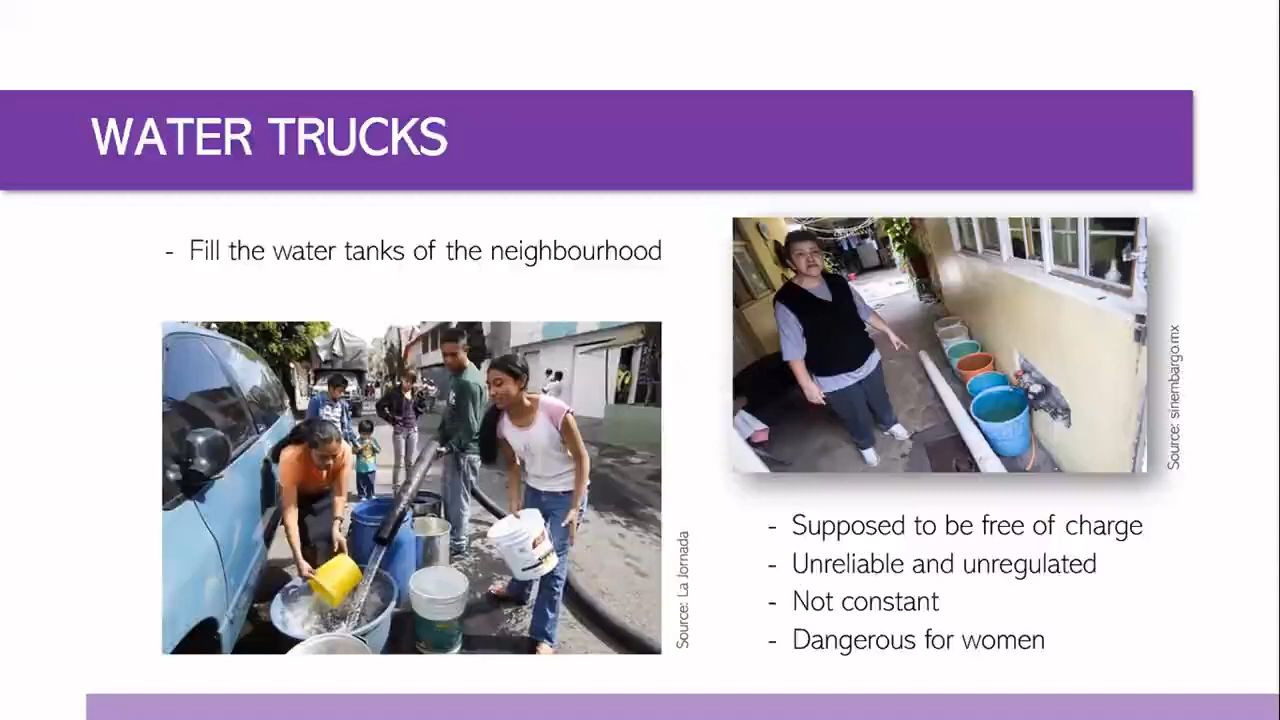 WATER TRUCKS
- Fill the water tanks of the neighbourhood
Source: La Jornada
Source: sinembargo.mx
- Supposed to be free of charge
- Unreliable and unregulated
- Not constant
- Dangerous for women